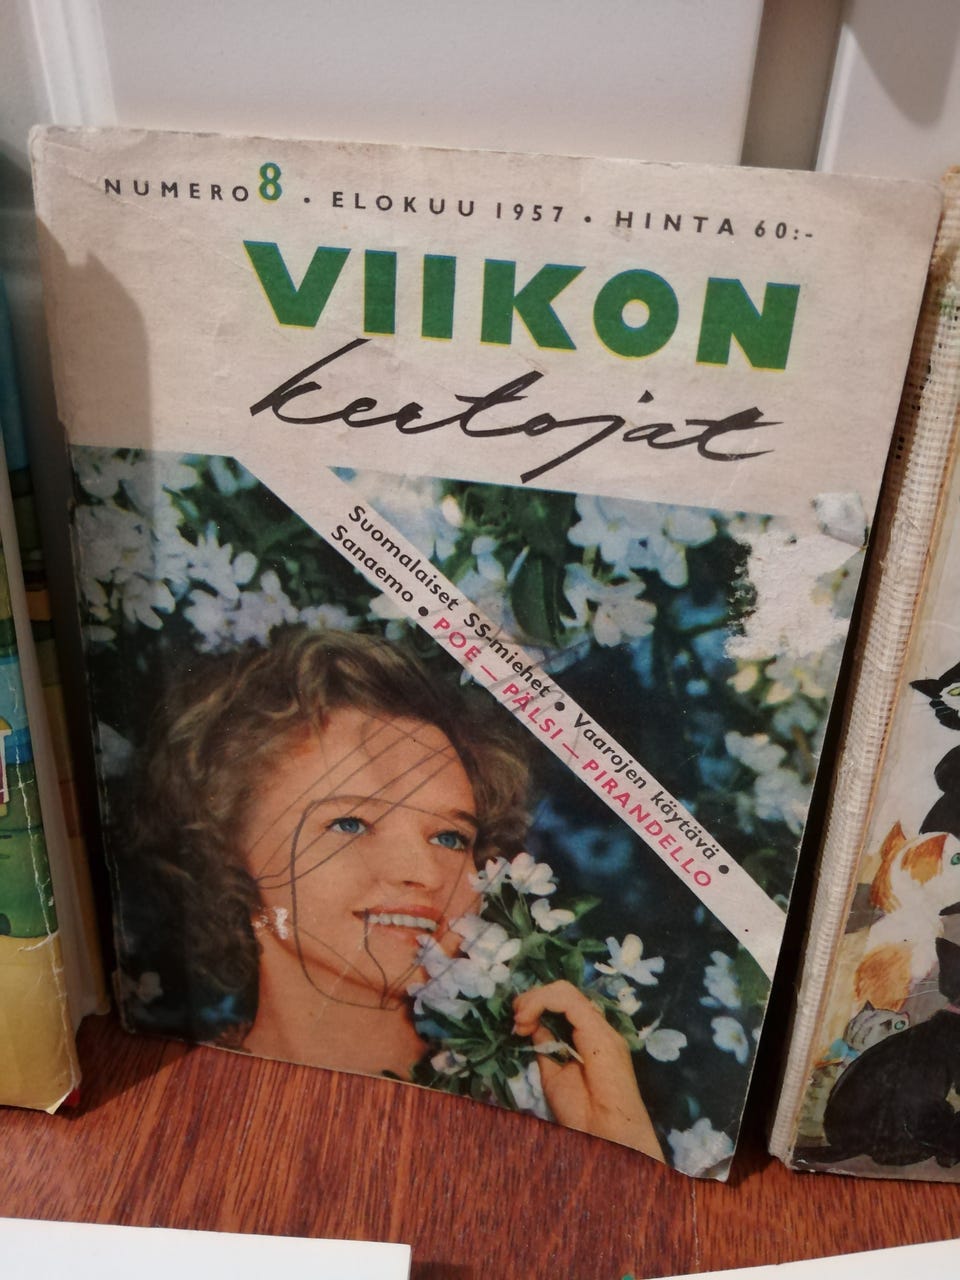 NUMERO 8 • ELOKUU 1957 • HINTA 60:-
VIIKON
kertojat
Suomalaiset SS-miehet • Vaarojen käytävä •
Sanaemo • POE — PÄLSI — PIRANDELLO